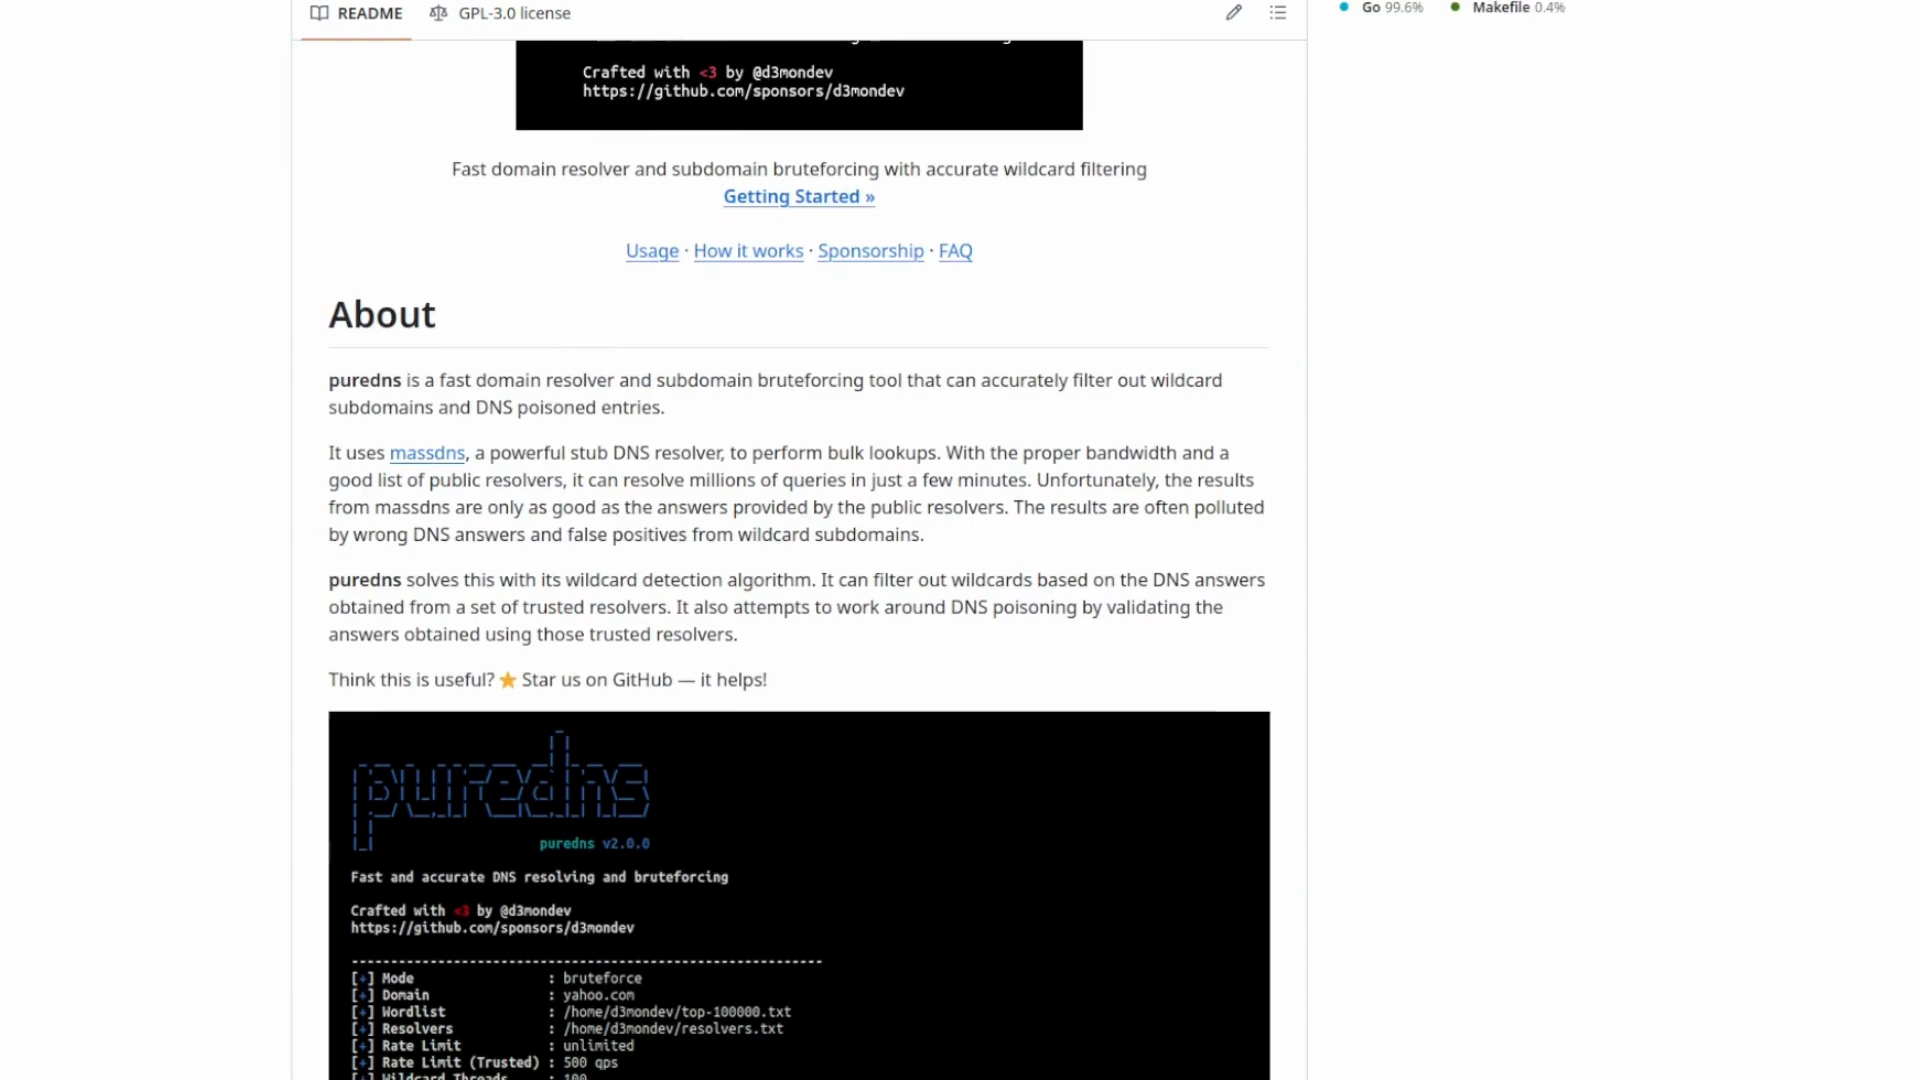 README GPL-3.0 license
Go 99.6% Makefile 0.4%
Crafted with <3 by @d3mondev
https://github.com/sponsors/d3mondev
Fast domain resolver and subdomain bruteforcing with accurate wildcard filtering
Getting Started »
Usage · How it works · Sponsorship · FAQ
About
puredns is a fast domain resolver and subdomain bruteforcing tool that can accurately filter out wildcard
subdomains and DNS poisoned entries.
It uses massdns, a powerful stub DNS resolver, to perform bulk lookups. With the proper bandwidth and a
good list of public resolvers, it can resolve millions of queries in just a few minutes. Unfortunately, the results
from massdns are only as good as the answers provided by the public resolvers. The results are often polluted
by wrong DNS answers and false positives from wildcard subdomains.
puredns solves this with its wildcard detection algorithm. It can filter out wildcards based on the DNS answers
obtained from a set of trusted resolvers. It also attempts to work around DNS poisoning by validating the
answers obtained using those trusted resolvers.
Think this is useful? ⭐ Star us on GitHub — it helps!
puredns
puredns v2.0.0
Fast and accurate DNS resolving and bruteforcing
Crafted with <3 by @d3mondev
https://github.com/sponsors/d3mondev
------------------------------------------------------------
[+] Mode : bruteforce
[+] Domain : yahoo.com
[+] Wordlist : /home/d3mondev/top-100000.txt
[+] Resolvers : /home/d3mondev/resolvers.txt
[+] Rate Limit : unlimited
[+] Rate Limit (Trusted) : 500 qps
[+] Wildcard Threads : 100